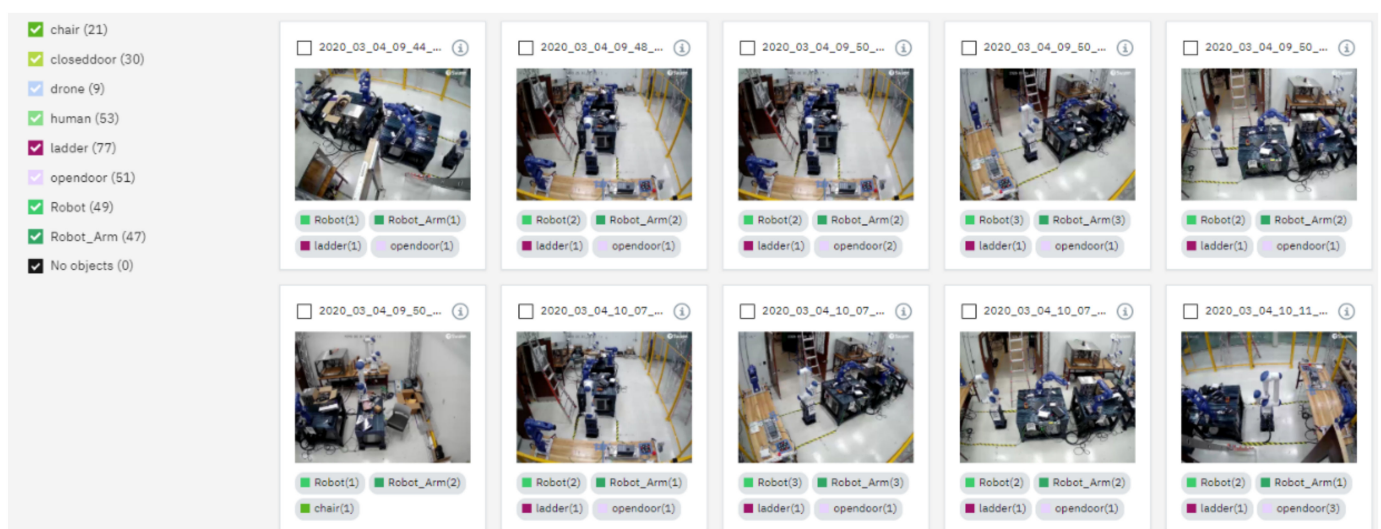 chair (21)
closeddoor (30)
drone (9)
human (53)
ladder (77)
opendoor (51)
Robot (49)
Robot_Arm (47)
No objects (0)
2020_03_04_09_44_...
2020_03_04_09_48_...
2020_03_04_09_50_...
2020_03_04_09_50_...
2020_03_04_09_50_...
Robot(1) Robot_Arm(1)
ladder(1) opendoor(1)
Robot(2) Robot_Arm(2)
ladder(1) opendoor(1)
Robot(2) Robot_Arm(2)
ladder(1) opendoor(2)
Robot(3) Robot_Arm(3)
ladder(1) opendoor(1)
Robot(2) Robot_Arm(2)
ladder(1) opendoor(1)
2020_03_04_09_50_...
2020_03_04_10_07_...
2020_03_04_10_07_...
2020_03_04_10_07_...
2020_03_04_10_11_...
Robot(1) Robot_Arm(2)
chair(1)
Robot(2) Robot_Arm(1)
ladder(1) opendoor(1)
Robot(3) Robot_Arm(3)
ladder(1) opendoor(1)
Robot(2) Robot_Arm(2)
ladder(1) opendoor(1)
Robot(2) Robot_Arm(1)
ladder(1) opendoor(3)